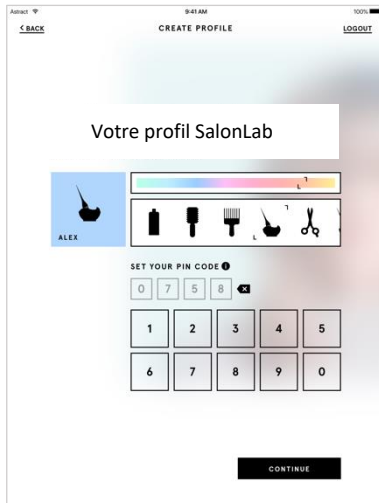 Astract 9:41 AM 100%
< BACK CREATE PROFILE LOGOUT
Votre profil SalonLab
ALEX
SET YOUR PIN CODE
0 7 5 8
1 2 3 4 5
6 7 8 9 0
CONTINUE